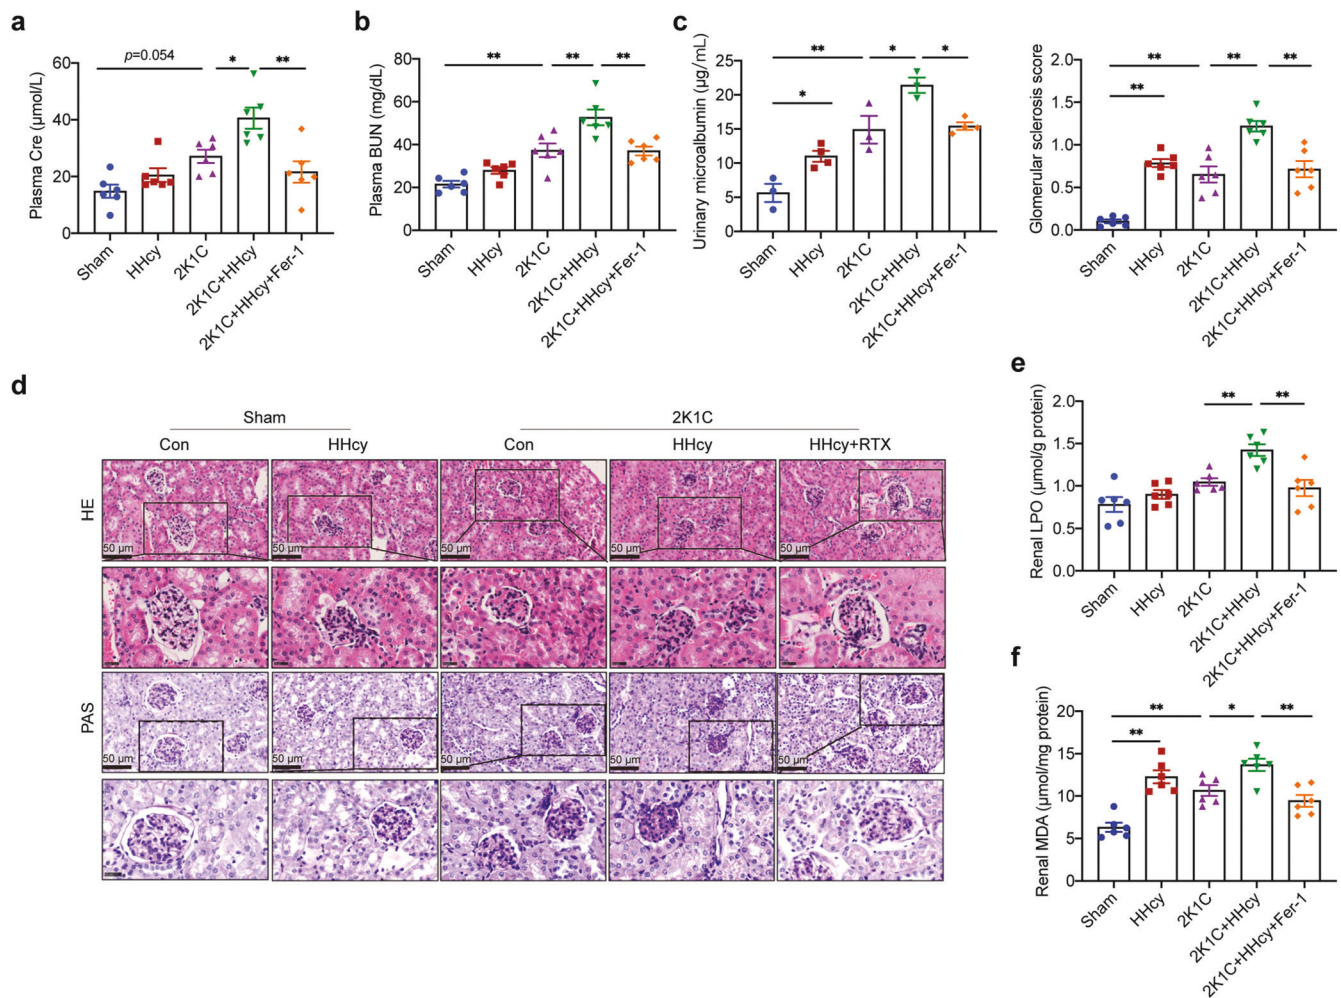 a
Plasma Cre (μmol/L)
60
40
20
0
p=0.054
*
**
Sham
HHcy
2K1C
2K1C+HHcy
2K1C+HHcy+Fer-1
b
Plasma BUN (mg/dL)
80
60
40
20
0
**
**
**
Sham
HHcy
2K1C
2K1C+HHcy
2K1C+HHcy+Fer-1
c
Urinary microalbumin (μg/mL)
25
20
15
10
5
0
**
*
*
*
Sham
HHcy
2K1C
2K1C+HHcy
2K1C+HHcy+Fer-1
Glomerular sclerosis score
2.0
1.5
1.0
0.5
0.0
**
**
**
**
Sham
HHcy
2K1C
2K1C+HHcy
2K1C+HHcy+Fer-1
d
Sham 2K1C
Con HHcy Con HHcy HHcy+RTX
HE
50 μm 50 μm 50 μm 50 μm 50 μm
PAS
50 μm 50 μm 50 μm 50 μm 50 μm
e
Renal LPO (μmol/g protein)
2.0
1.5
1.0
0.5
0.0
**
**
Sham
HHcy
2K1C
2K1C+HHcy
2K1C+HHcy+Fer-1
f
Renal MDA (μmol/mg protein)
20
15
10
5
0
**
**
*
**
Sham
HHcy
2K1C
2K1C+HHcy
2K1C+HHcy+Fer-1